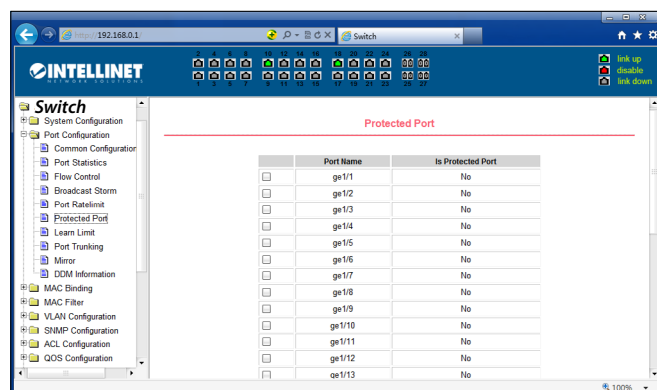 http://192.168.0.1/
Switch
INTELLINET
NETWORK SOLUTIONS
2 4 6 8 10 12 14 16 18 20 22 24 26 28
1 3 5 7 9 11 13 15 17 19 21 23 25 27
link up
disable
link down
Switch
System Configuration
Port Configuration
Common Configuration
Port Statistics
Flow Control
Broadcast Storm
Port Ratelimit
Protected Port
Learn Limit
Port Trunking
Mirror
DDM Information
MAC Binding
MAC Filter
VLAN Configuration
SNMP Configuration
ACL Configuration
QOS Configuration
Protected Port
Port Name Is Protected Port
ge1/1 No
ge1/2 No
ge1/3 No
ge1/4 No
ge1/5 No
ge1/6 No
ge1/7 No
ge1/8 No
ge1/9 No
ge1/10 No
ge1/11 No
ge1/12 No
ge1/13 No
100%